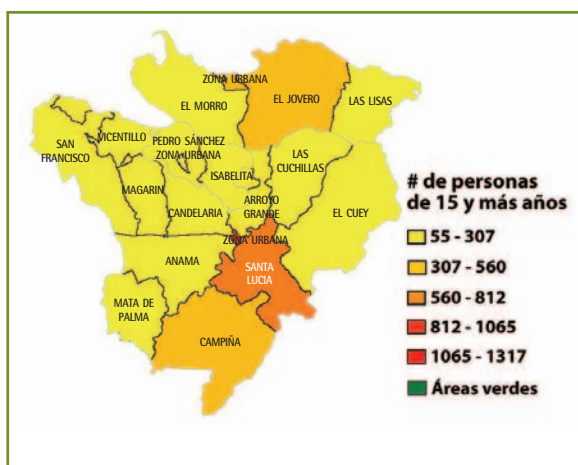 ZONA URBANA
EL MORRO
EL JOVERO
LAS LISAS
VICENTILLO
SAN
FRANCISCO
PEDRO SÁNCHEZ
ZONA URBANA
LAS
CUCHILLAS
ISABELITA
MAGARIN
CANDELARIA
ARROYO
GRANDE
EL CUEY
ZONA URBANA
ANAMA
SANTA
LUCIA
MATA DE
PALMA
CAMPIÑA
# de personas
de 15 y más años
55 - 307
307 - 560
560 - 812
812 - 1065
1065 - 1317
Áreas verdes